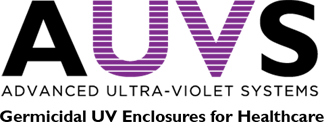 AUVS
ADVANCED ULTRA-VIOLET SYSTEMS
Germicidal UV Enclosures for Healthcare